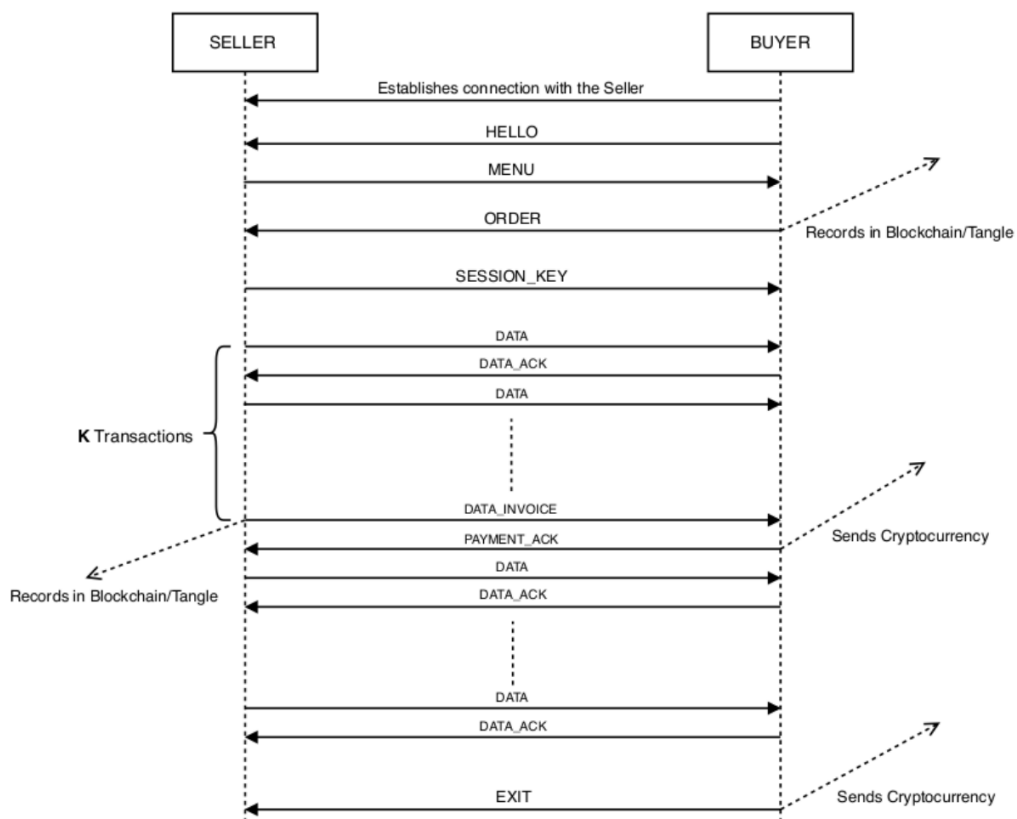 SELLER
BUYER
Establishes connection with the Seller
HELLO
MENU
ORDER
Records in Blockchain/Tangle
SESSION_KEY
DATA
DATA_ACK
DATA
K Transactions
DATA_INVOICE
PAYMENT_ACK
Sends Cryptocurrency
DATA
Records in Blockchain/Tangle
DATA_ACK
DATA
DATA_ACK
EXIT
Sends Cryptocurrency